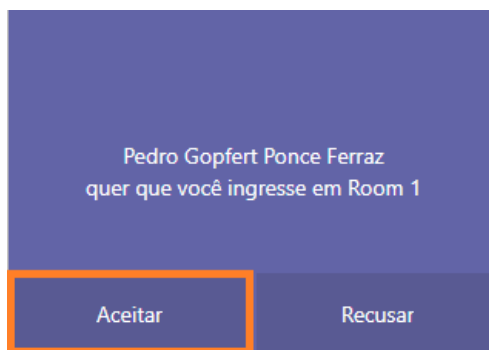 Pedro Gopfert Ponce Ferraz
quer que você ingresse em Room 1
Aceitar
Recusar